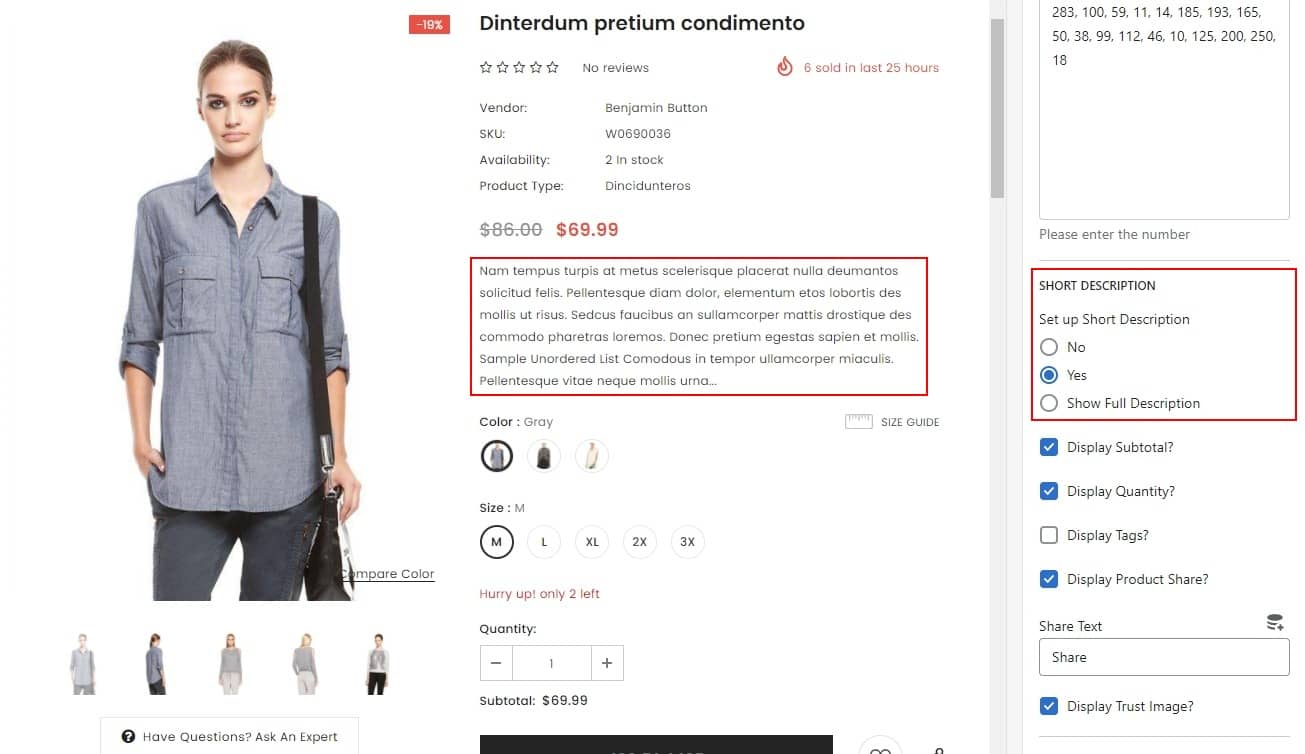 -19%
Dinterdum pretium condimento
No reviews
6 sold in last 25 hours
Vendor: Benjamin Button
SKU: W0690036
Availability: 2 In stock
Product Type: Dincidunteros
$86.00 $69.99
Nam tempus turpis at metus scelerisque placerat nulla deumantos
solicitud felis. Pellentesque diam dolor, elementum etos lobortis des
mollis ut risus. Sedcus faucibus an sullamcorper mattis drostique des
commodo pharetras loremos. Donec pretium egestas sapien et mollis.
Sample Unordered List Comodous in tempor ullamcorper miaculis.
Pellentesque vitae neque mollis urna...
Color : Gray
SIZE GUIDE
Size : M
M L XL 2X 3X
Compare Color
Hurry up! only 2 left
Quantity:
− 1 +
Subtotal: $69.99
Have Questions? Ask An Expert
283, 100, 59, 11, 14, 185, 193, 165,
50, 38, 99, 112, 46, 10, 125, 200, 250,
18
Please enter the number
SHORT DESCRIPTION
Set up Short Description
No
Yes
Show Full Description
Display Subtotal?
Display Quantity?
Display Tags?
Display Product Share?
Share Text
Share
Display Trust Image?